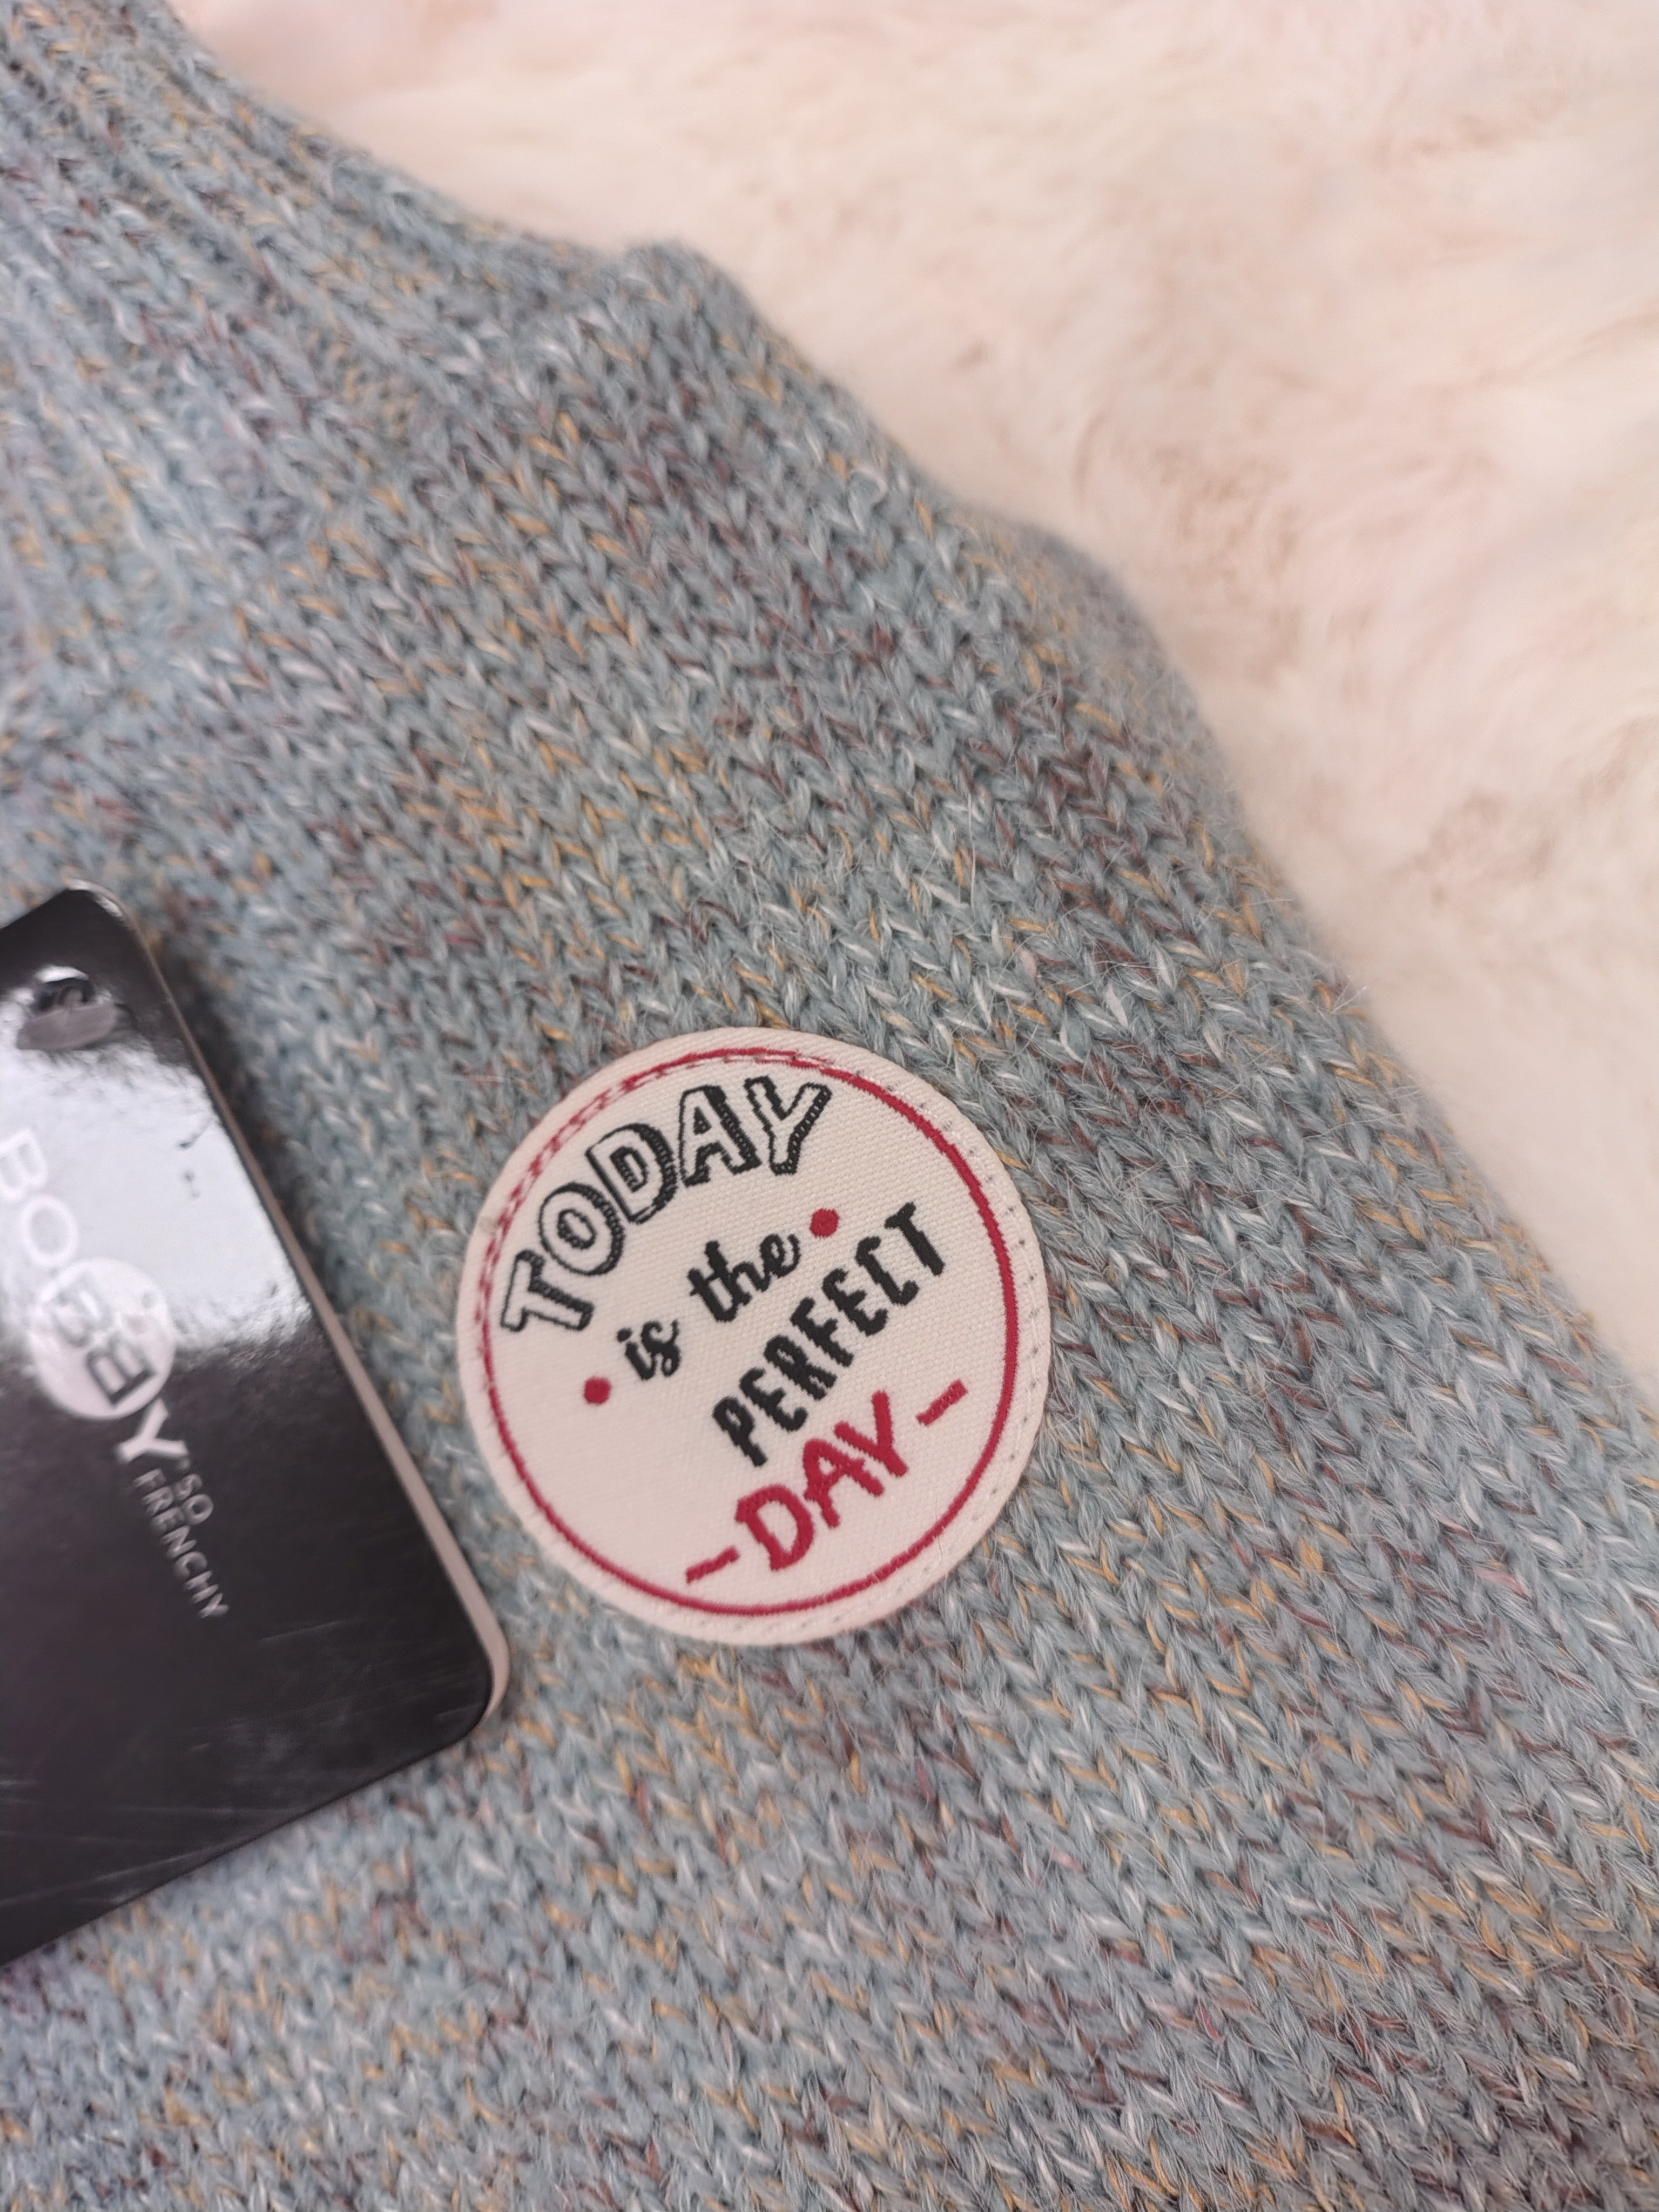 TODAY
is the
PERFECT
-DAY-
BOBBY
SO
FRENCHY